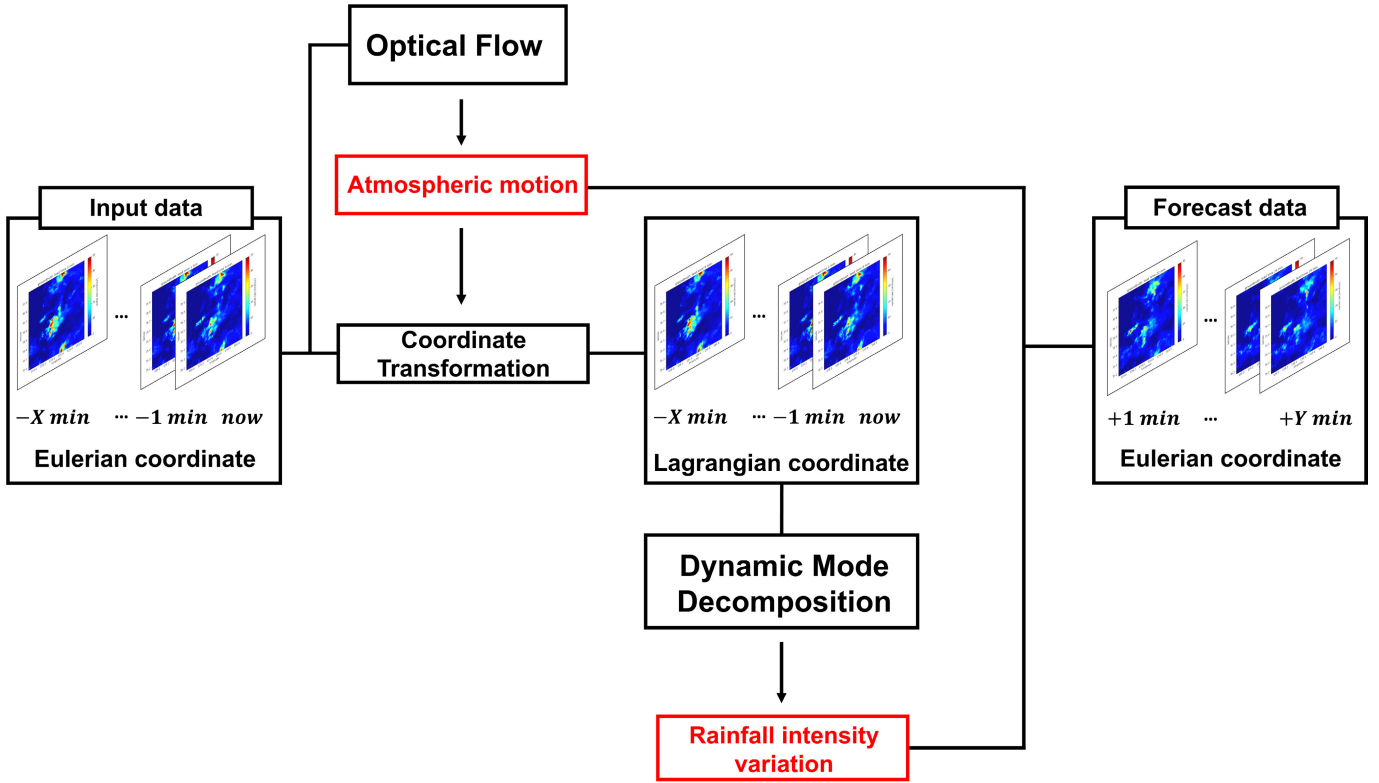 Optical Flow
Atmospheric motion
Input data
Forecast data
Coordinate
Transformation
... 
... 
... 
−X min ... −1 min now
Eulerian coordinate
−X min ... −1 min now
Lagrangian coordinate
+1 min ... +Y min
Eulerian coordinate
Dynamic Mode
Decomposition
Rainfall intensity
variation